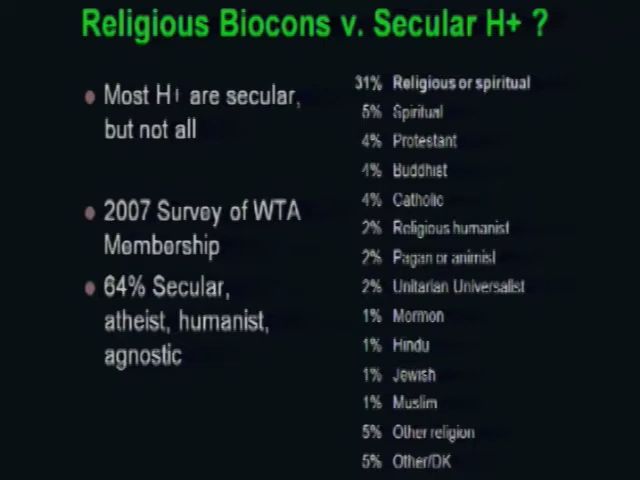 Religious Biocons v. Secular H+ ?
Most H+ are secular,
but not all
2007 Survey of WTA
Membership
64% Secular,
atheist, humanist,
agnostic
31% Religious or spiritual
5% Spiritual
4% Protestant
4% Buddhist
4% Catholic
2% Religious humanist
2% Pagan or animist
2% Unitarian Universalist
1% Mormon
1% Hindu
1% Jewish
1% Muslim
5% Other religion
5% Other/DK